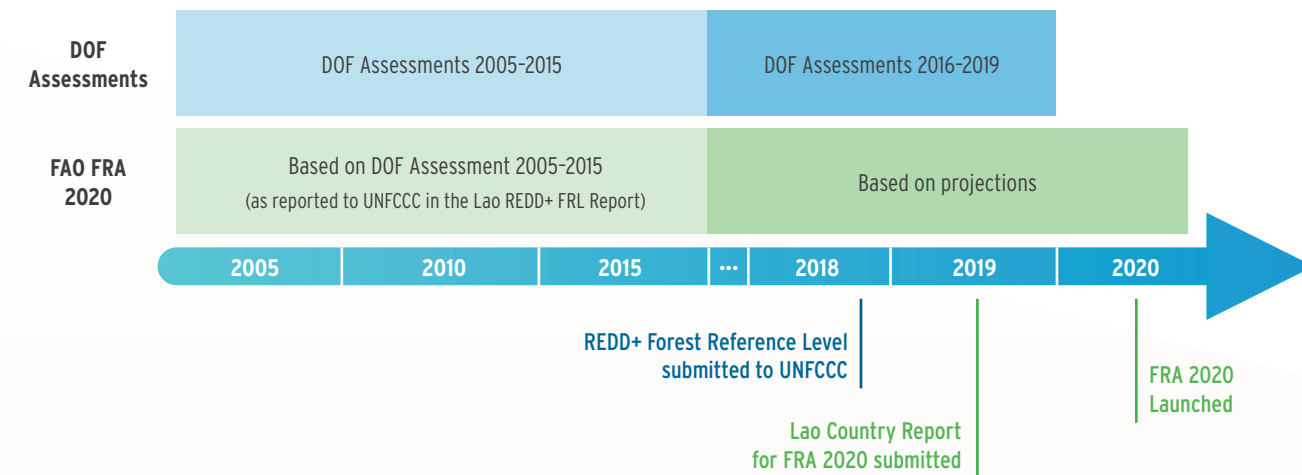 DOF
Assessments
DOF Assessments 2005-2015
DOF Assessments 2016-2019
FAO FRA
2020
Based on DOF Assessment 2005-2015
(as reported to UNFCCC in the Lao REDD+ FRL Report)
Based on projections
2005
2010
2015
...
2018
2019
2020
REDD+ Forest Reference Level
submitted to UNFCCC
FRA 2020
Launched
Lao Country Report
for FRA 2020 submitted